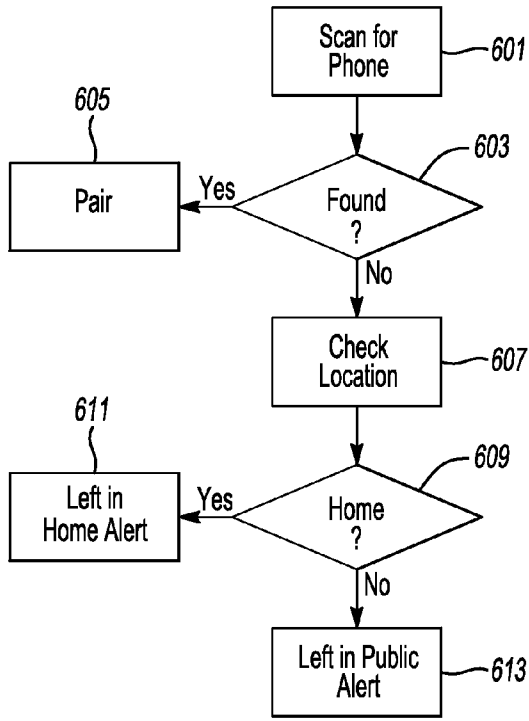 Scan for
Phone
601
605
603
Pair
Yes
Found
?
No
Check
Location
607
611
609
Left in
Home Alert
Yes
Home
?
No
Left in Public
Alert
613